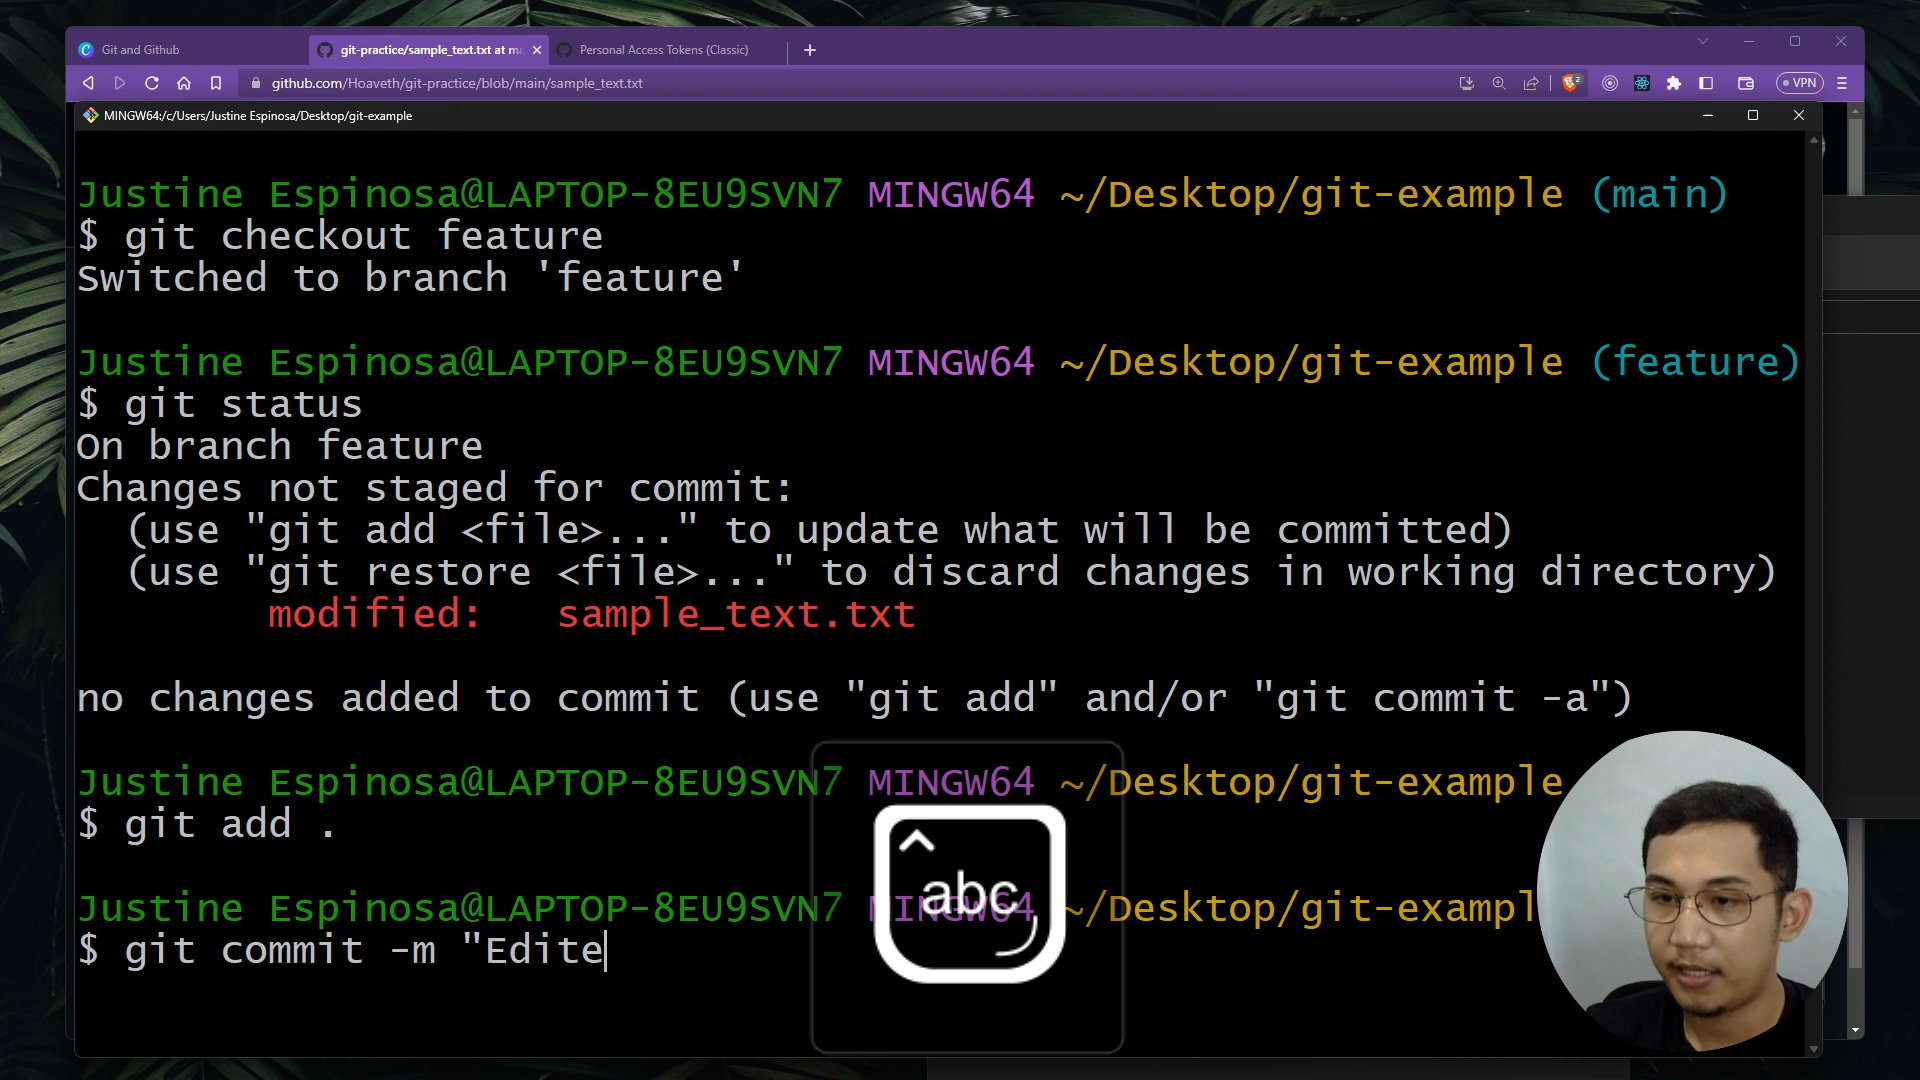 Git and Github
git-practice/sample_text.txt at ma
Personal Access Tokens (Classic)
github.com/Hoaveth/git-practice/blob/main/sample_text.txt
2
VPN
MINGW64:/c/Users/Justine Espinosa/Desktop/git-example
Justine Espinosa@LAPTOP-8EU9SVN7 MINGW64 ~/Desktop/git-example (main)
$ git checkout feature
Switched to branch 'feature'
Justine Espinosa@LAPTOP-8EU9SVN7 MINGW64 ~/Desktop/git-example (feature)
$ git status
On branch feature
Changes not staged for commit:
(use "git add <file>..." to update what will be committed)
(use "git restore <file>..." to discard changes in working directory)
modified: sample_text.txt
no changes added to commit (use "git add" and/or "git commit -a")
Justine Espinosa@LAPTOP-8EU9SVN7 MINGW64 ~/Desktop/git-example
$ git add .
Justine Espinosa@LAPTOP-8EU9SVN7 MINGW64 ~/Desktop/git-exampl
$ git commit -m "Edite
abc